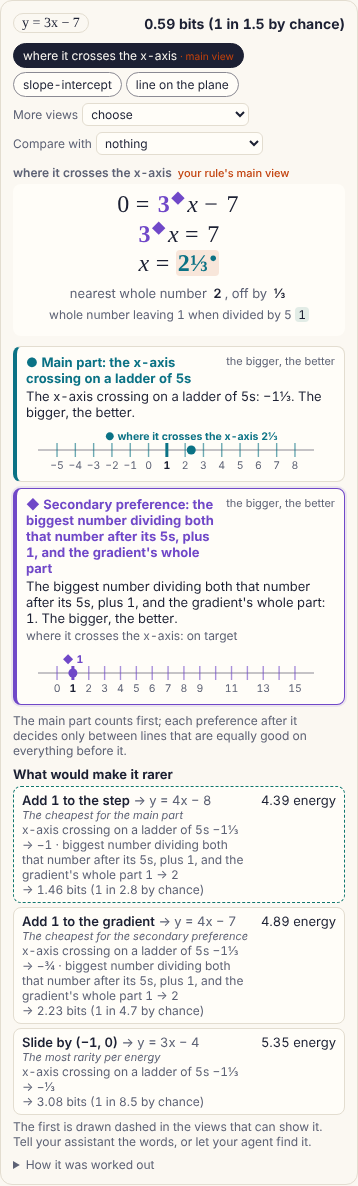 y = 3x − 7
0.59 bits (1 in 1.5 by chance)
where it crosses the x-axis · main view
slope-intercept
line on the plane
More views choose
Compare with nothing
where it crosses the x-axis your rule's main view
0 = 3◆x − 7
3◆x = 7
x = 2⅓●
nearest whole number 2 , off by ⅓
whole number leaving 1 when divided by 5 1
● Main part: the x-axis
crossing on a ladder of 5s
the bigger, the better
The x-axis crossing on a ladder of 5s: −1⅓. The
bigger, the better.
● where it crosses the x-axis 2⅓
−5 −4 −3 −2 −1 0 1 2 3 4 5 6 7 8
◆ Secondary preference: the
biggest number dividing both
that number after its 5s, plus
1, and the gradient's whole
part
the bigger, the better
The biggest number dividing both that number
after its 5s, plus 1, and the gradient's whole part:
1. The bigger, the better.
where it crosses the x-axis: on target
◆ 1
0 1 2 3 4 5 6 7 8 9 11 13 15
The main part counts first; each preference after it
decides only between lines that are equally good on
everything before it.
What would make it rarer
Add 1 to the step → y = 4x − 8
4.39 energy
The cheapest for the main part
x-axis crossing on a ladder of 5s −1⅓
→ −1 · biggest number dividing both
that number after its 5s, plus 1, and the
gradient's whole part 1 → 2
→ 1.46 bits (1 in 2.8 by chance)
Add 1 to the gradient → y = 4x − 7
4.89 energy
The cheapest for the secondary preference
x-axis crossing on a ladder of 5s −1⅓
→ −¾ · biggest number dividing both
that number after its 5s, plus 1, and the
gradient's whole part 1 → 2
→ 2.23 bits (1 in 4.7 by chance)
Slide by (−1, 0) → y = 3x − 4
5.35 energy
The most rarity per energy
x-axis crossing on a ladder of 5s −1⅓
→ −⅓
→ 3.08 bits (1 in 8.5 by chance)
The first is drawn dashed in the views that can show it.
Tell your assistant the words, or let your agent find it.
▶ How it was worked out